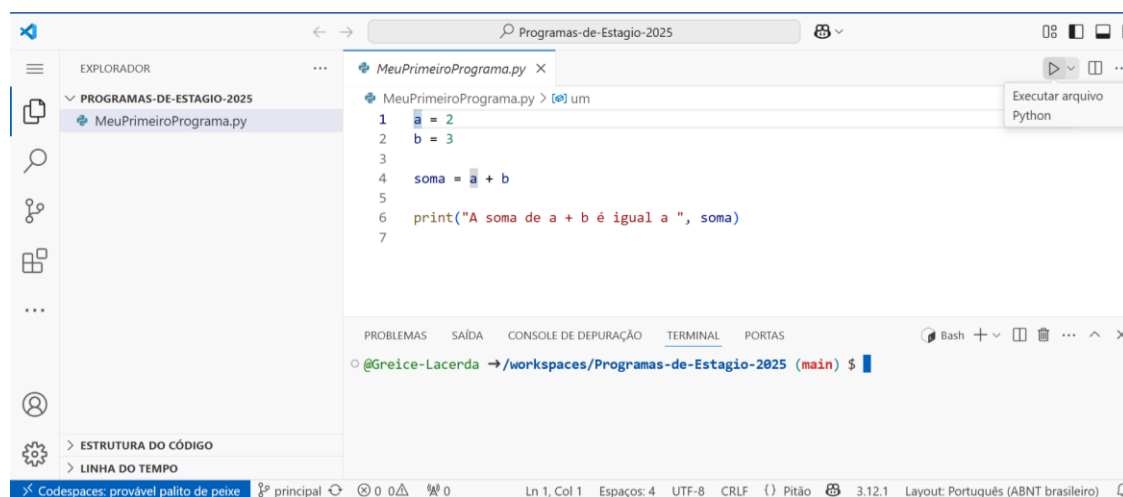 Programas-de-Estagio-2025
EXPLORADOR
PROGRAMAS-DE-ESTAGIO-2025
MeuPrimeiroPrograma.py
ESTRUTURA DO CÓDIGO
LINHA DO TEMPO
MeuPrimeiroPrograma.py
Executar arquivo
Python
MeuPrimeiroPrograma.py > um
1 a = 2
2 b = 3
3
4 soma = a + b
5
6 print("A soma de a + b é igual a ", soma)
7
PROBLEMAS SAÍDA CONSOLE DE DEPURAÇÃO TERMINAL PORTAS Bash
@Greice-Lacerda →/workspaces/Programas-de-Estagio-2025 (main) $
Codespaces: provável palito de peixe principal 0 0 0 Ln 1, Col 1 Espaços: 4 UTF-8 CRLF {} Pitão 3.12.1 Layout: Português (ABNT brasileiro)